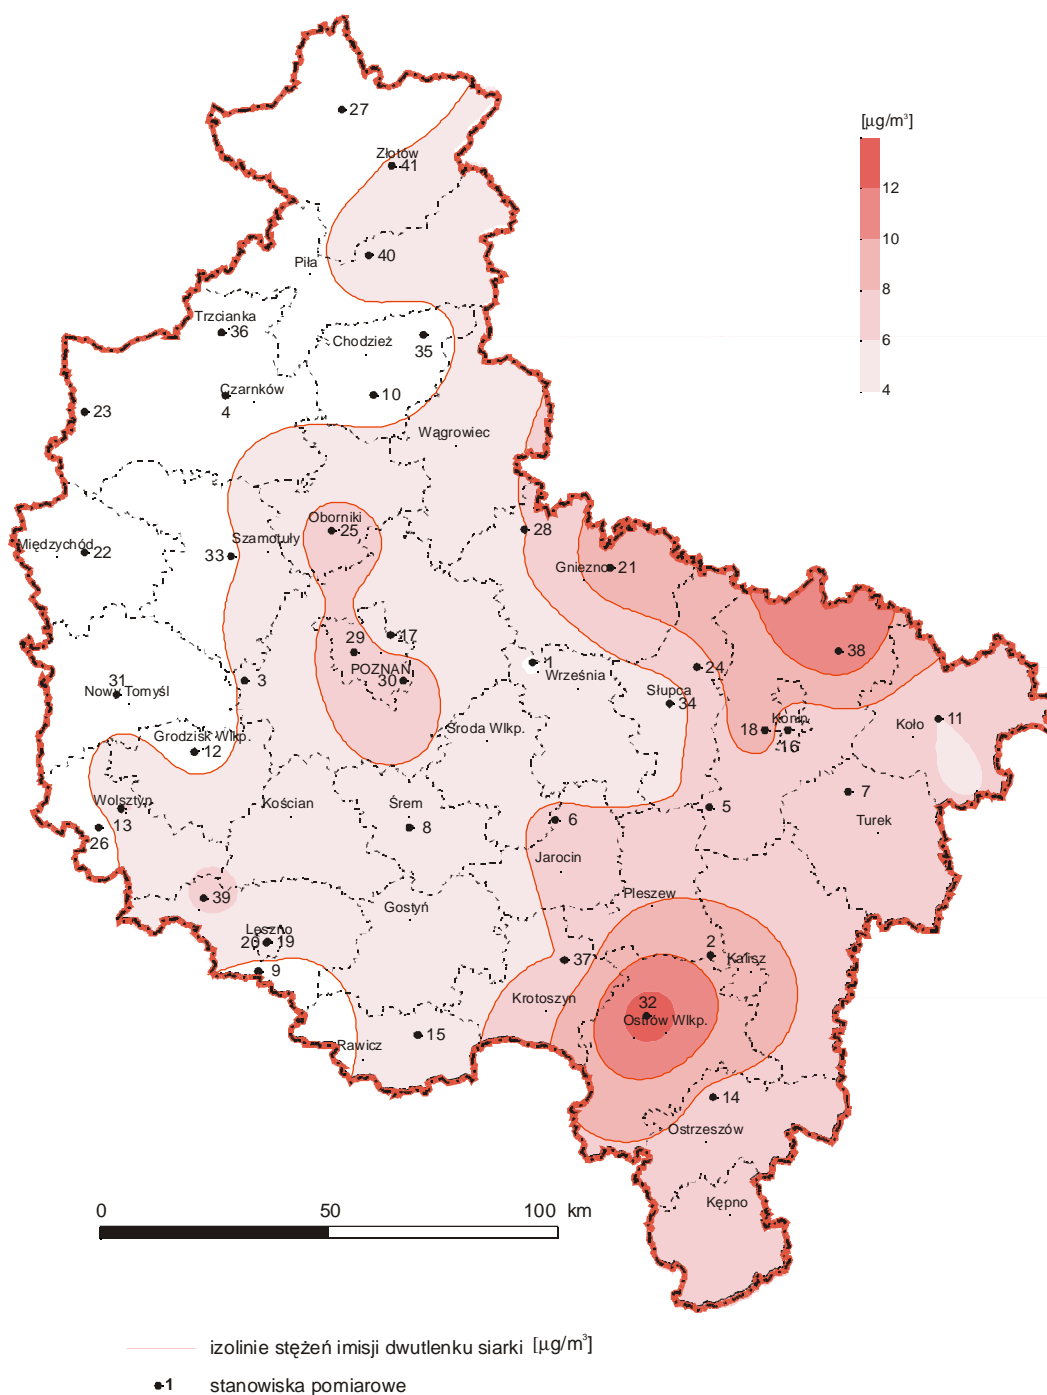 27
[µg/m³]
Złotów
41
12
10
40
Piła
8
Trzcianka
36
Chodzież
35
6
Czarnków
4
10
4
23
Wągrowiec
Oborniki
25
28
Szamotuły
Międzychód
22
33
Gniezno
21
17
29
38
POZNAŃ
30
1
Września
24
31
Nowy Tomyśl
3
Słupca
34
Środa Wlkp.
Grodzisk Wlkp.
12
18
Konin
16
Koło
11
Wolsztyn
13
26
Kościan
Śrem
8
6
5
7
Turek
Jarocin
39
Gostyń
Pleszew
Leszno
20
19
9
2
Kalisz
37
Krotoszyn
32
Ostrów Wlkp.
15
Rawicz
14
Ostrzeszów
Kępno
0
50
100 km
izolinie stężeń imisji dwutlenku siarki [µg/m³]
1
stanowiska pomiarowe